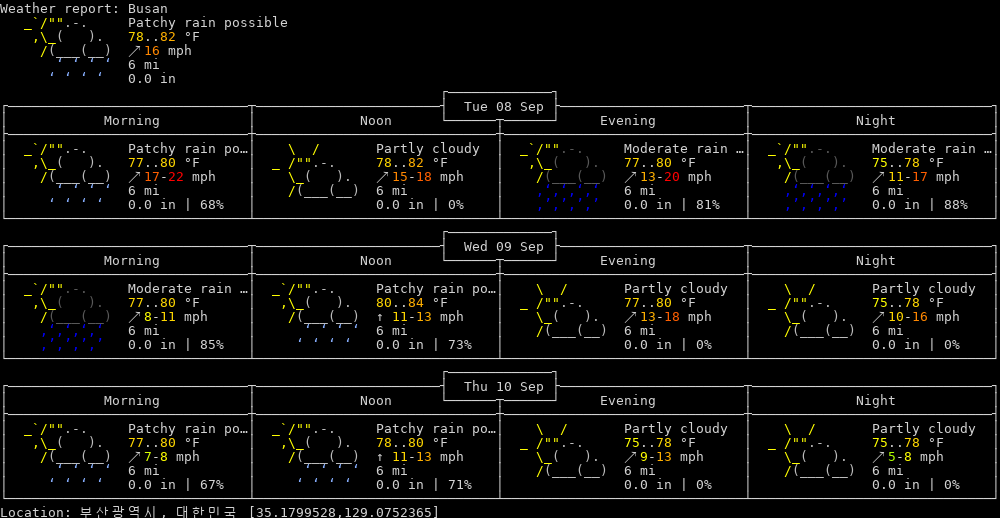 Weather report: Busan
Patchy rain possible
78..82 °F
↗ 16 mph
6 mi
0.0 in
Tue 08 Sep
Morning Noon Evening Night
Patchy rain po… Partly cloudy Moderate rain … Moderate rain …
77..80 °F 78..82 °F 77..80 °F 75..78 °F
↗ 17-22 mph ↗ 15-18 mph ↗ 13-20 mph ↗ 11-17 mph
6 mi 6 mi 6 mi 6 mi
0.0 in | 68% 0.0 in | 0% 0.0 in | 81% 0.0 in | 88%
Wed 09 Sep
Morning Noon Evening Night
Moderate rain … Patchy rain po… Partly cloudy Partly cloudy
77..80 °F 80..84 °F 77..80 °F 75..78 °F
↗ 8-11 mph ↑ 11-13 mph ↗ 13-18 mph ↗ 10-16 mph
6 mi 6 mi 6 mi 6 mi
0.0 in | 85% 0.0 in | 73% 0.0 in | 0% 0.0 in | 0%
Thu 10 Sep
Morning Noon Evening Night
Patchy rain po… Patchy rain po… Partly cloudy Partly cloudy
77..80 °F 78..80 °F 75..78 °F 75..78 °F
↗ 7-8 mph ↑ 11-13 mph ↗ 9-13 mph ↗ 5-8 mph
6 mi 6 mi 6 mi 6 mi
0.0 in | 67% 0.0 in | 71% 0.0 in | 0% 0.0 in | 0%
Location: 부산광역시, 대한민국 [35.1799528,129.0752365]